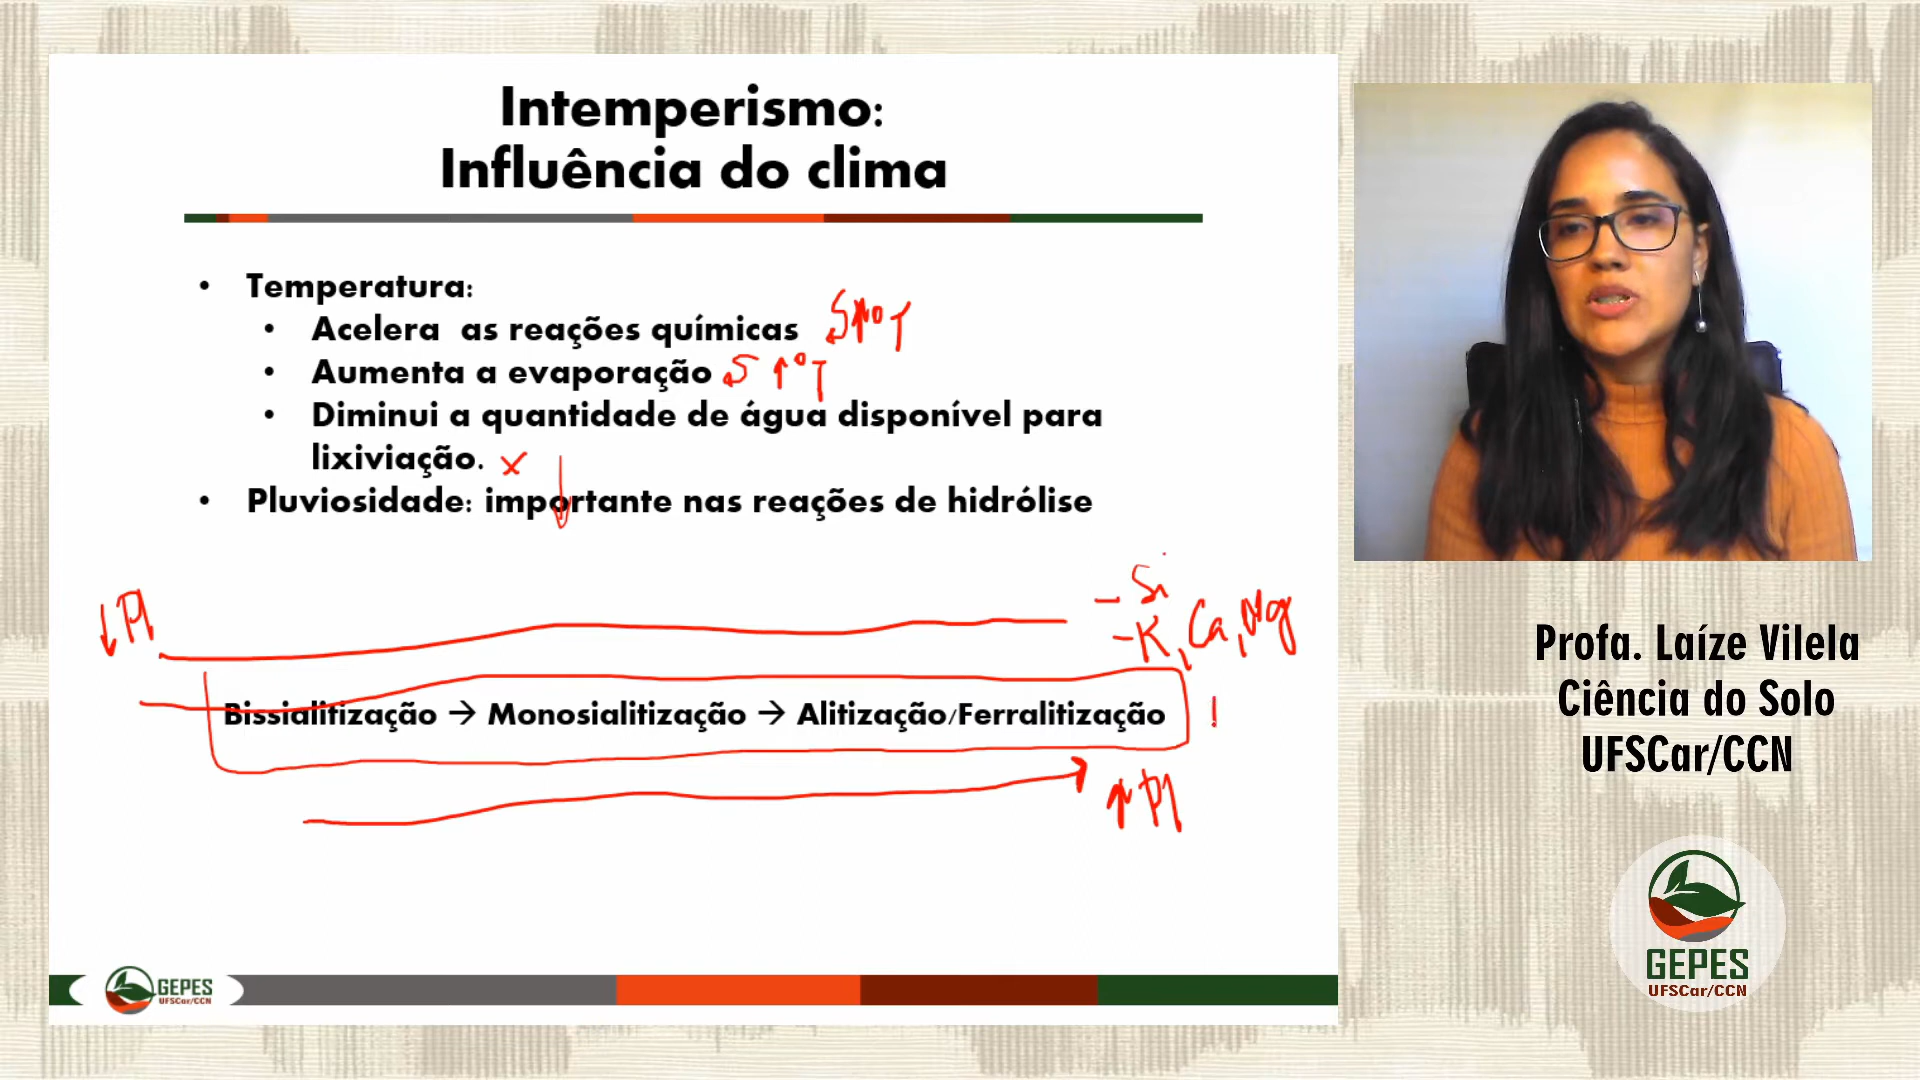 Intemperismo:
Influência do clima
• Temperatura:
• Acelera as reações químicas
• Aumenta a evaporação
• Diminui a quantidade de água disponível para
lixiviação. x
• Pluviosidade: importante nas reações de hidrólise
- Si
- K, Ca, Mg
↓ Pl
Bissialitização → Monosialitização → Alitização/Ferralitização !
↑ Pl
GEPES
UFSCar/CCN
Profa. Laíze Vilela
Ciência do Solo
UFSCar/CCN
GEPES
UFSCar/CCN